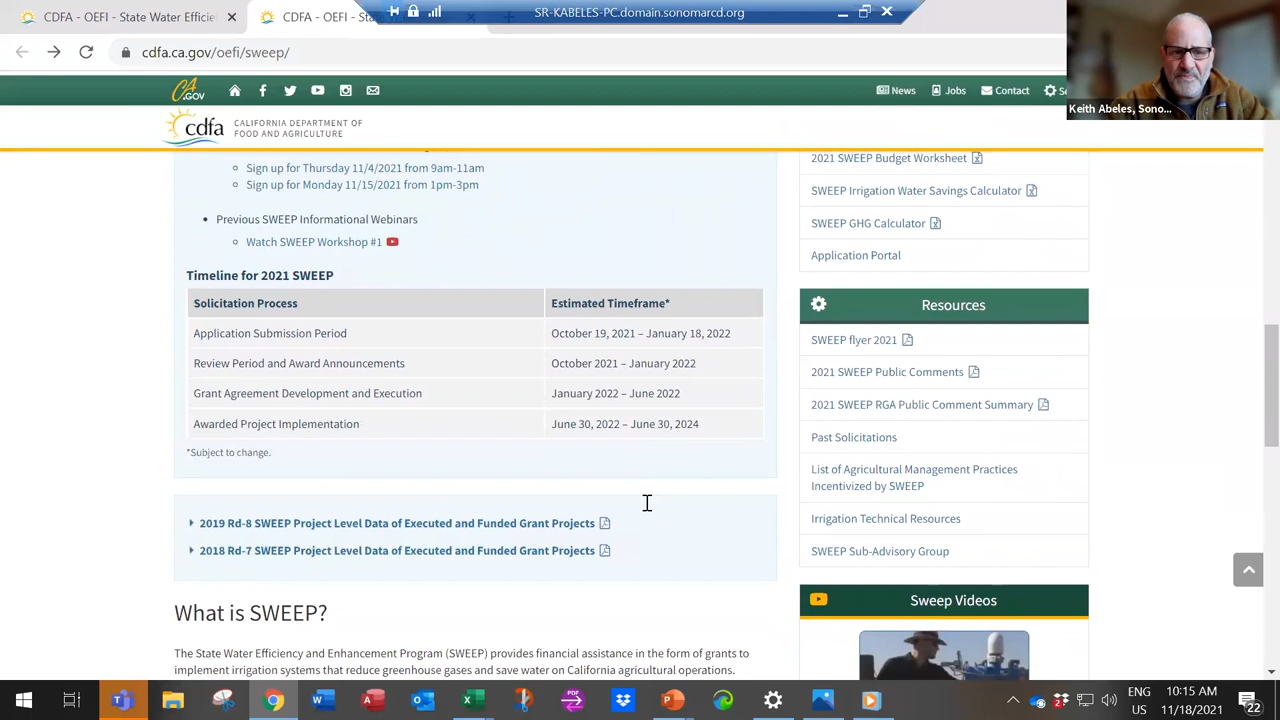 CDFA - OEFI - State Water Efficie
CDFA - OEFI - St
SR-KABELES-PC.domain.sonomarcd.org
cdfa.ca.gov/oefi/sweep/
Keith Abeles, Sono...
CA
.GOV
News
Jobs
Contact
cdfa
CALIFORNIA DEPARTMENT OF
FOOD AND AGRICULTURE
Sign up for Thursday 11/4/2021 from 9am-11am
Sign up for Monday 11/15/2021 from 1pm-3pm
Previous SWEEP Informational Webinars
Watch SWEEP Workshop #1
Timeline for 2021 SWEEP
Solicitation Process Estimated Timeframe*
Application Submission Period October 19, 2021 – January 18, 2022
Review Period and Award Announcements October 2021 – January 2022
Grant Agreement Development and Execution January 2022 – June 2022
Awarded Project Implementation June 30, 2022 – June 30, 2024
*Subject to change.
2019 Rd-8 SWEEP Project Level Data of Executed and Funded Grant Projects
2018 Rd-7 SWEEP Project Level Data of Executed and Funded Grant Projects
What is SWEEP?
The State Water Efficiency and Enhancement Program (SWEEP) provides financial assistance in the form of grants to
implement irrigation systems that reduce greenhouse gases and save water on California agricultural operations.
2021 SWEEP Budget Worksheet
SWEEP Irrigation Water Savings Calculator
SWEEP GHG Calculator
Application Portal
Resources
SWEEP flyer 2021
2021 SWEEP Public Comments
2021 SWEEP RGA Public Comment Summary
Past Solicitations
List of Agricultural Management Practices
Incentivized by SWEEP
Irrigation Technical Resources
SWEEP Sub-Advisory Group
Sweep Videos
ENG
US
10:15 AM
11/18/2021
22